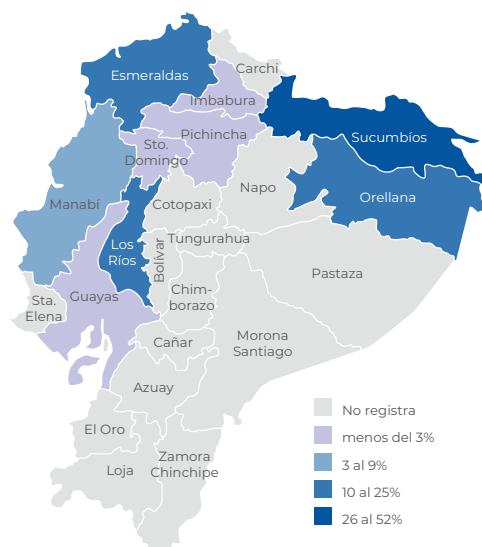 Carchi
Esmeraldas
Imbabura
Pichincha
Sucumbíos
Sto.
Domingo
Napo
Orellana
Manabí
Cotopaxi
Los
Ríos
Tungurahua
Bolívar
Pastaza
Sta.
Elena
Guayas
Chim-
borazo
Cañar
Morona
Santiago
Azuay
El Oro
Zamora
Chinchipe
Loja
No registra
menos del 3%
3 al 9%
10 al 25%
26 al 52%